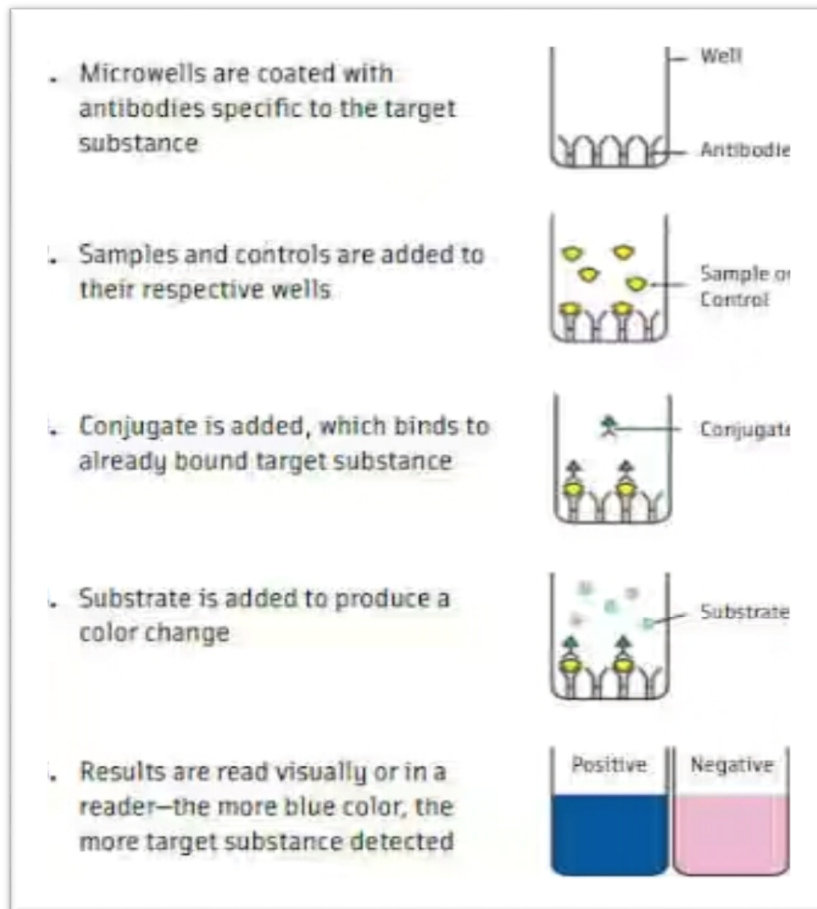 . Microwells are coated with
antibodies specific to the target
substance
Well
Antibodie
. Samples and controls are added to
their respective wells
Sample o
Control
. Conjugate is added, which binds to
already bound target substance
Conjugate
. Substrate is added to produce a
color change
Substrate
. Results are read visually or in a
reader—the more blue color, the
more target substance detected
Positive
Negative